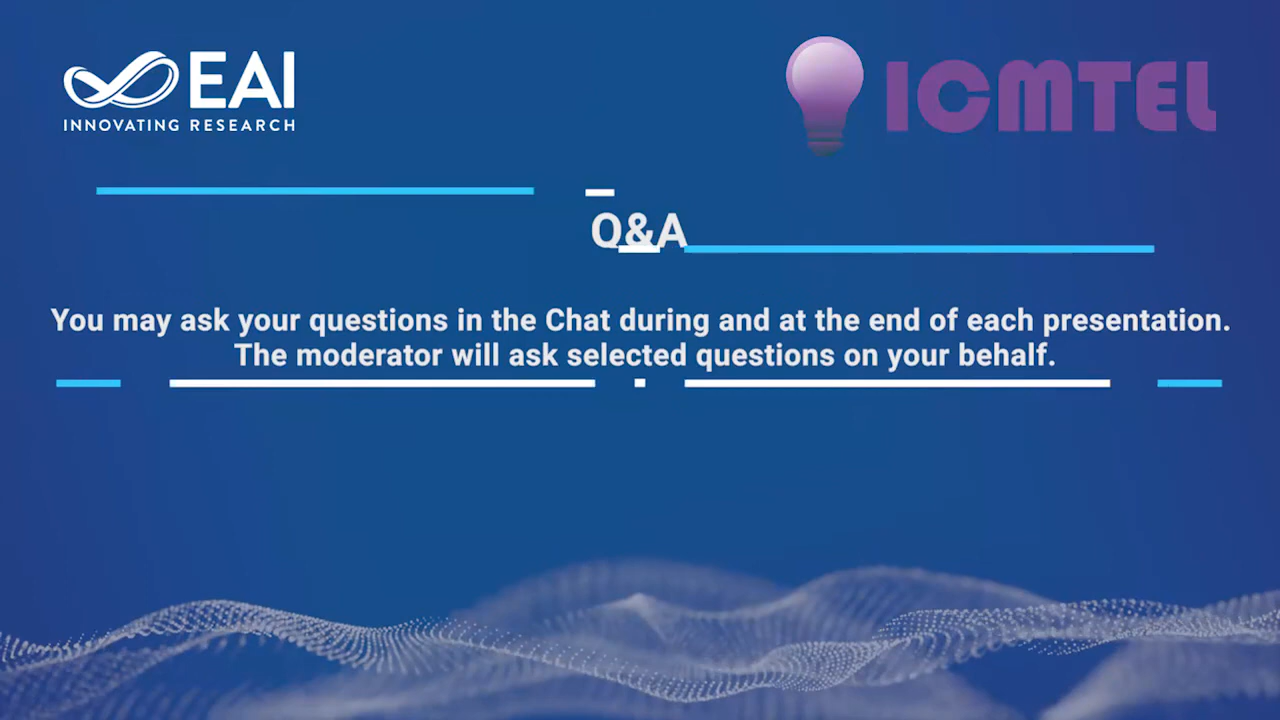 EAI
INNOVATING RESEARCH
ICMTEL
Q&A
You may ask your questions in the Chat during and at the end of each presentation.
The moderator will ask selected questions on your behalf.